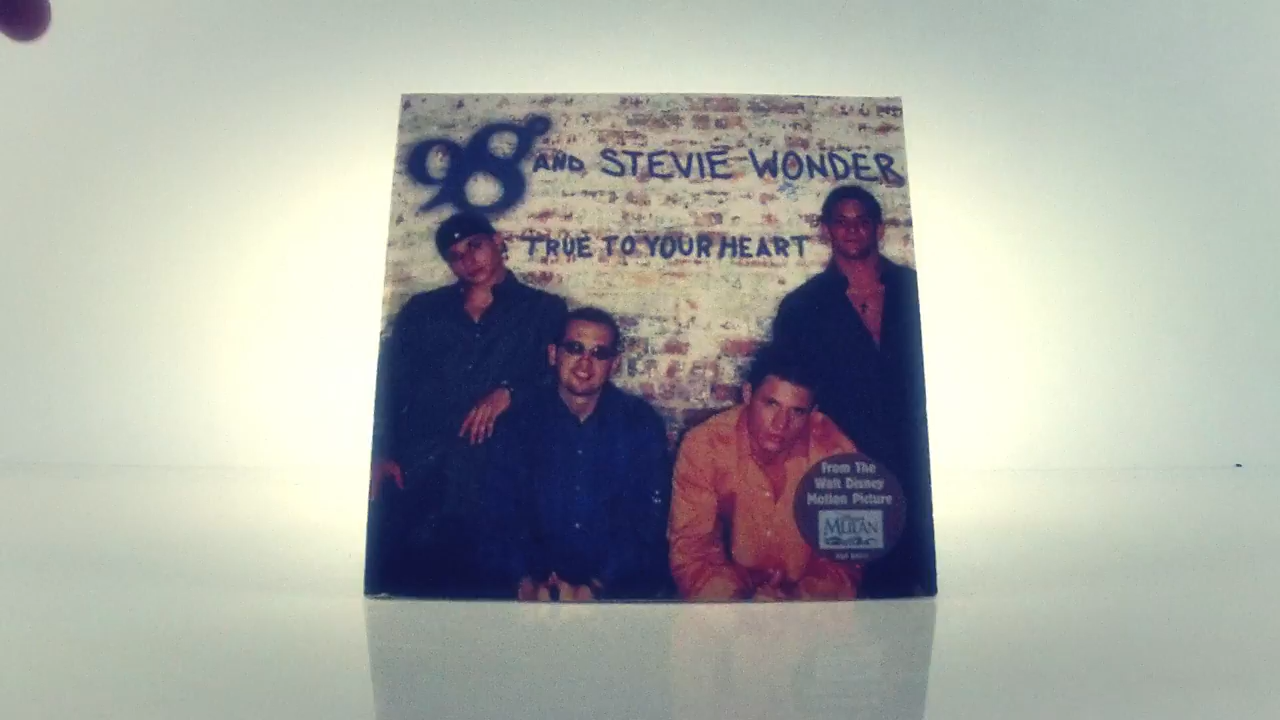 98° AND STEVIE WONDER
TRUE TO YOUR HEART
From The
Walt Disney
Motion Picture
MULAN